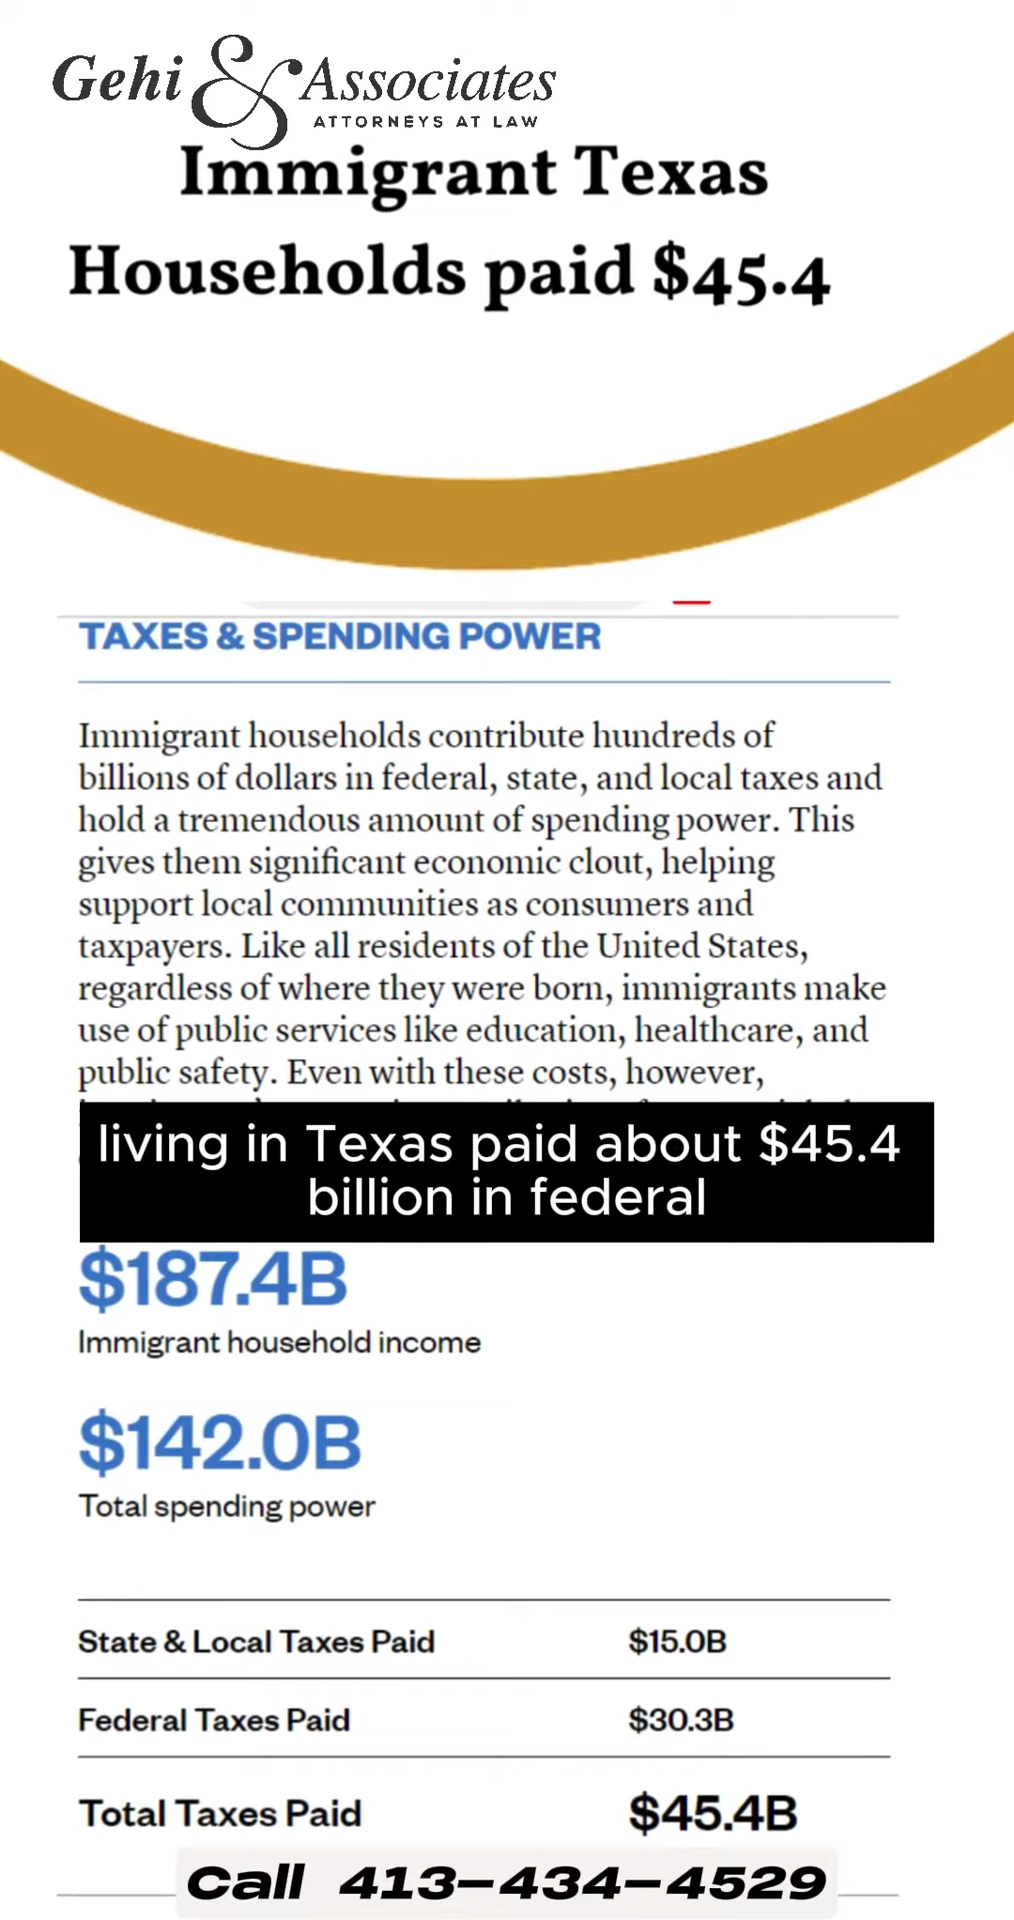 Gehi & Associates
ATTORNEYS AT LAW
Immigrant Texas
Households paid $45.4
TAXES & SPENDING POWER
Immigrant households contribute hundreds of
billions of dollars in federal, state, and local taxes and
hold a tremendous amount of spending power. This
gives them significant economic clout, helping
support local communities as consumers and
taxpayers. Like all residents of the United States,
regardless of where they were born, immigrants make
use of public services like education, healthcare, and
public safety. Even with these costs, however,
living in Texas paid about $45.4
billion in federal
$187.4B
Immigrant household income
$142.0B
Total spending power
State & Local Taxes Paid $15.0B
Federal Taxes Paid $30.3B
Total Taxes Paid $45.4B
Call 413-434-4529